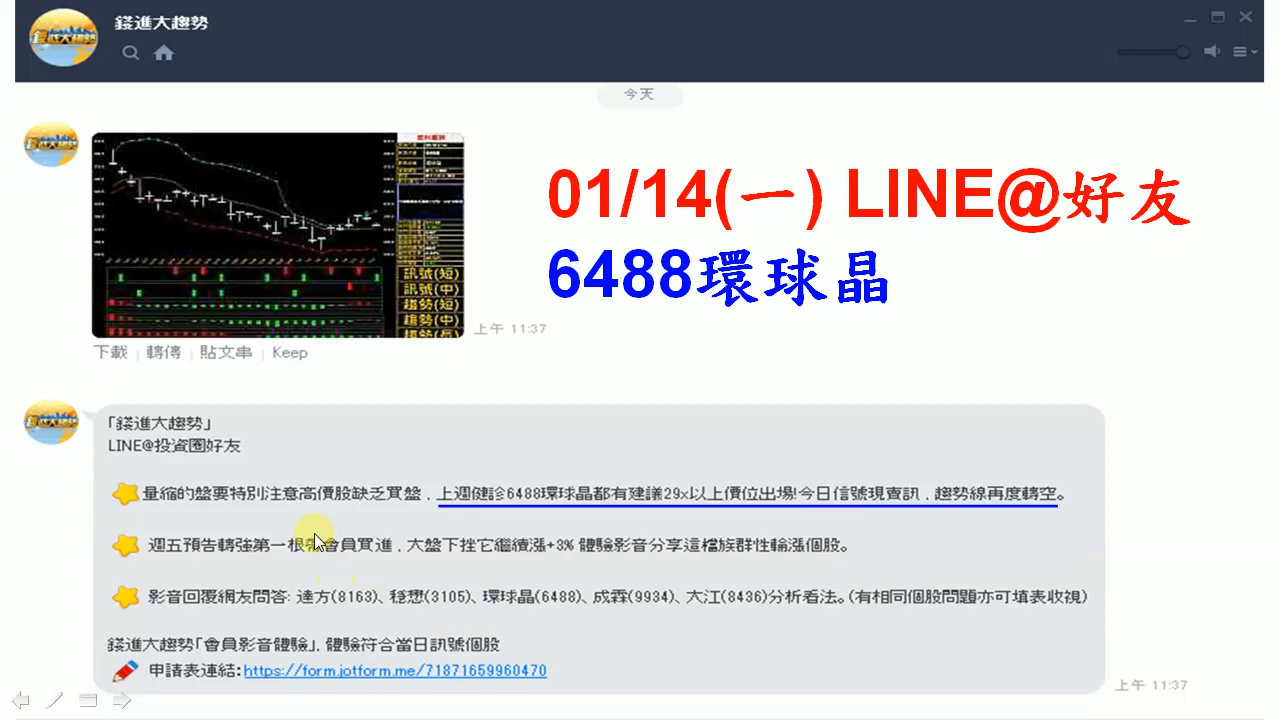 錢進大趨勢
今天
01/14(一) LINE@好友
6488環球晶
訊號(短)
訊號(中)
趨勢(短)
趨勢(中)
趨勢(長)
上午 11:37
下載 | 轉傳 | 貼文串 | Keep
「錢進大趨勢」
LINE@投資圈好友
量縮的盤要特別注意高價股缺乏買盤，上週健診6488環球晶都有建議29x以上價位出場!今日信號現賣訊，趨勢線再度轉空。
週五預告轉強第一根帶會員買進，大盤下挫它繼續漲+3% 體驗影音分享這檔族群性輪漲個股。
影音回覆網友問答: 達方(8163)、穩懋(3105)、環球晶(6488)、成霖(9934)、大江(8436)分析看法。(有相同個股問題亦可填表收視)
錢進大趨勢「會員影音體驗」，體驗符合當日訊號個股
申請表連結：https://form.jotform.me/71871659960470
上午 11:37